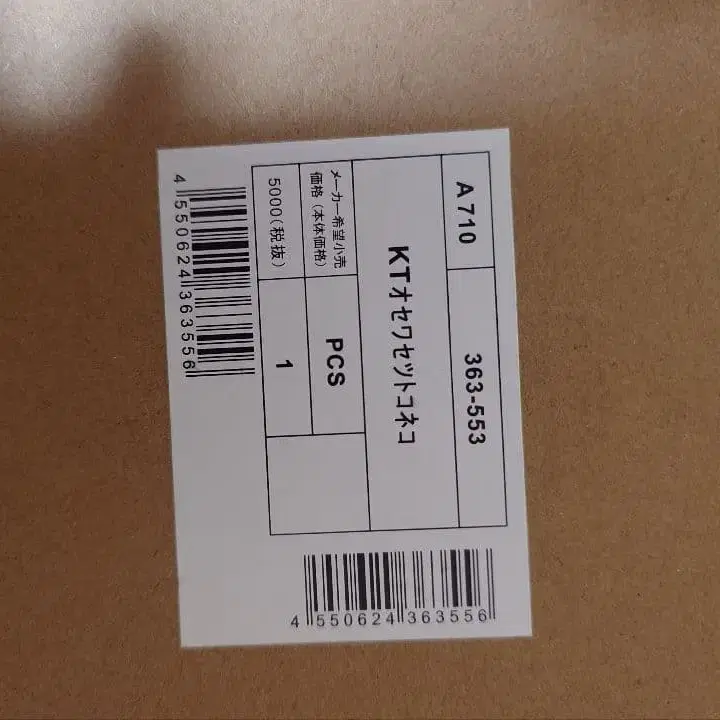 A710
363-553
KTオセワセットコネコ
メーカー希望小売
価格(本体価格)
PCS
5000(税抜)
1
4 550624 363556
4 550624 363556